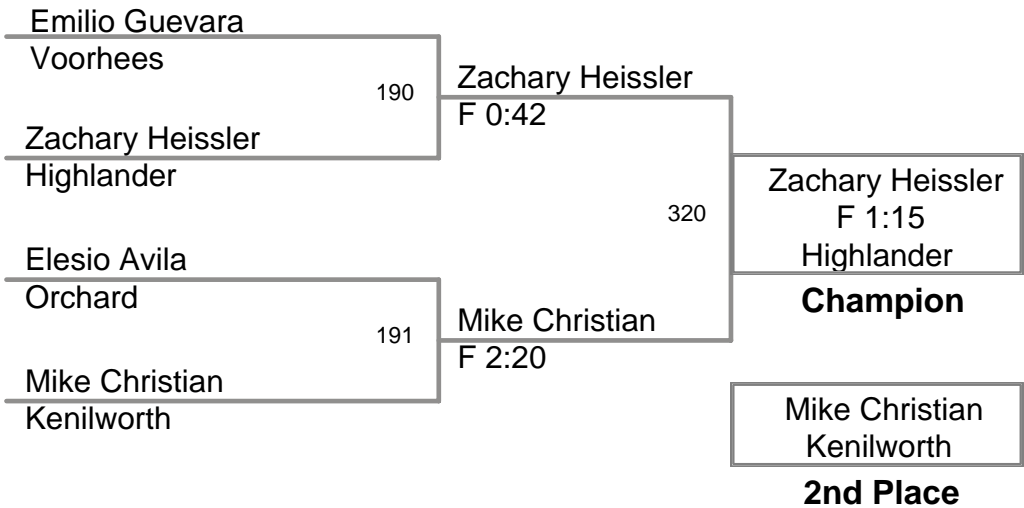 Emilio Guevara
Voorhees
190
Zachary Heissler
Highlander
Zachary Heissler
F 0:42
Elesio Avila
Orchard
191
Mike Christian
Kenilworth
Mike Christian
F 2:20
320
Zachary Heissler
F 1:15
Highlander
Champion
Mike Christian
Kenilworth
2nd Place